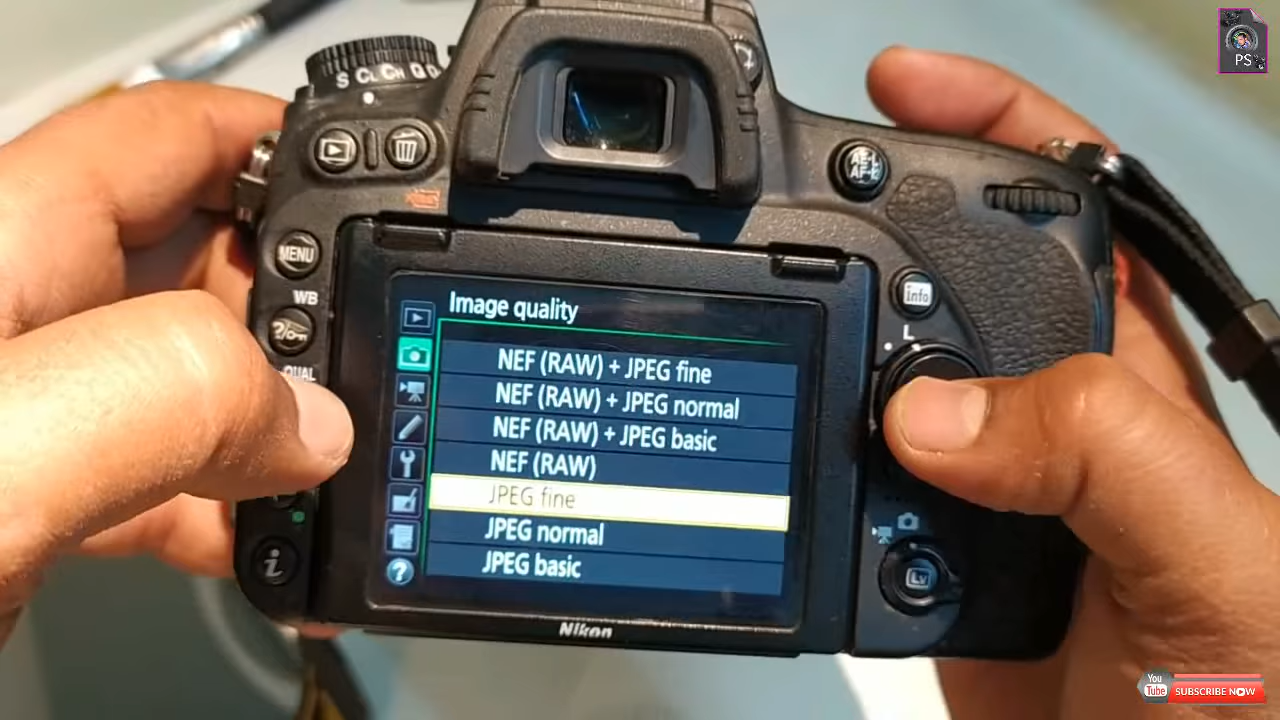 PS
S CL CH Q
AE-L
AF-L
MENU
WB
info
?
L
QUAL
Image quality
NEF (RAW) + JPEG fine
NEF (RAW) + JPEG normal
NEF (RAW) + JPEG basic
NEF (RAW)
JPEG fine
JPEG normal
JPEG basic
?
i
Lv
Nikon
You
Tube
SUBSCRIBE NOW